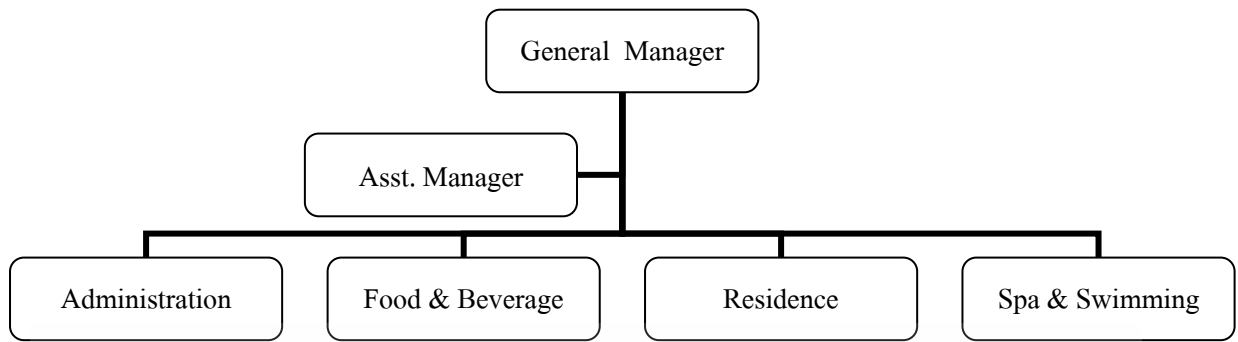 General Manager
Asst. Manager
Administration
Food & Beverage
Residence
Spa & Swimming